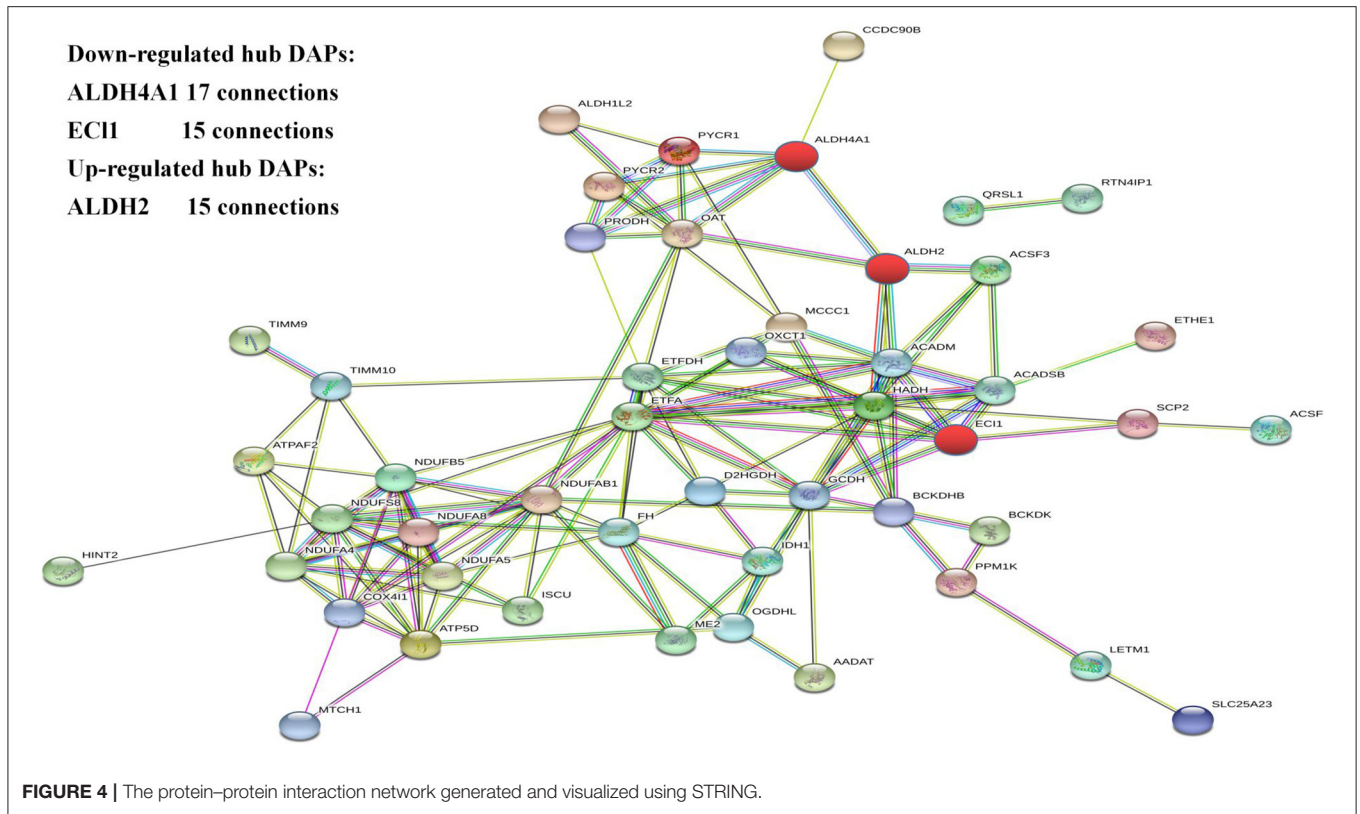 Down-regulated hub DAPs:
ALDH4A1 17 connections
ECl1 15 connections
Up-regulated hub DAPs:
ALDH2 15 connections
CCDC90B
ALDH1L2
PYCR1
ALDH4A1
PYCR2
RTN4IP1
QRSL1
PRODH
OAT
ALDH2
ACSF3
TIMM9
MCCC1
ETHE1
OXCT1
TIMM10
ETFDH
ACADM
ACADSB
HADH
ETFA
SCP2
ACSF
ECI1
ATPAF2
NDUFB5
NDUFAB1
D2HGDH
GCDH
BCKDHB
NDUFS8
NDUFA8
FH
BCKDK
HINT2
NDUFA4
NDUFA5
IDH1
PPM1K
COX4I1
ISCU
ATP5D
ME2
OGDHL
AADAT
LETM1
MTCH1
SLC25A23
FIGURE 4 | The protein–protein interaction network generated and visualized using STRING.